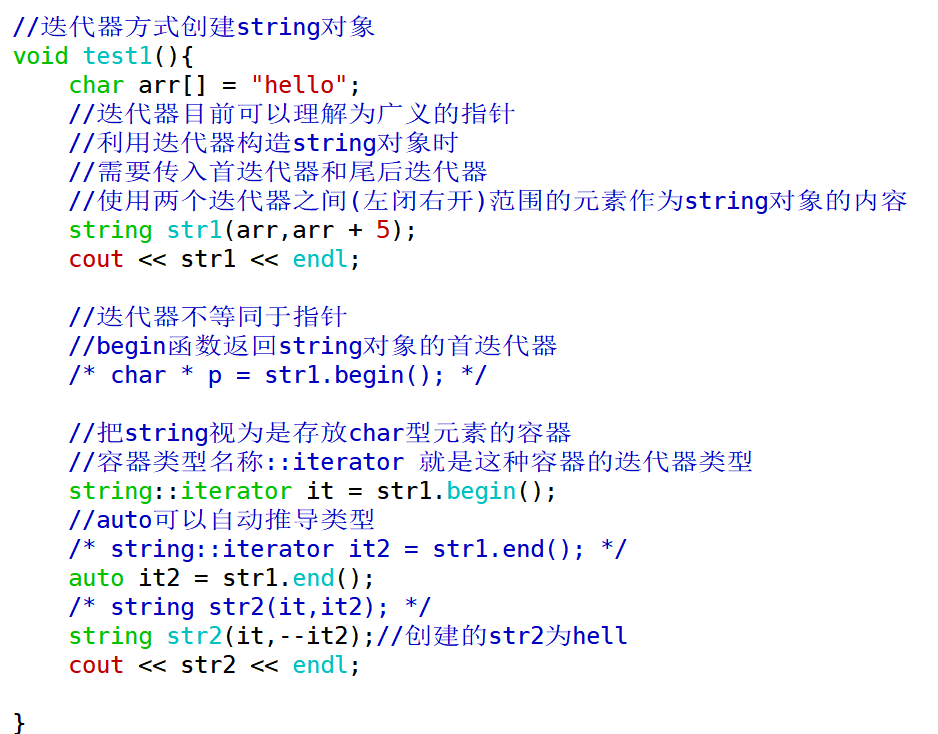 //迭代器方式创建string对象
void test1(){
    char arr[] = "hello";
    //迭代器目前可以理解为广义的指针
    //利用迭代器构造string对象时
    //需要传入首迭代器和尾后迭代器
    //使用两个迭代器之间(左闭右开)范围的元素作为string对象的内容
    string str1(arr,arr + 5);
    cout << str1 << endl;

    //迭代器不等同于指针
    //begin函数返回string对象的首迭代器
    /* char * p = str1.begin(); */

    //把string视为是存放char型元素的容器
    //容器类型名称::iterator 就是这种容器的迭代器类型
    string::iterator it = str1.begin();
    //auto可以自动推导类型
    /* string::iterator it2 = str1.end(); */
    auto it2 = str1.end();
    /* string str2(it,it2); */
    string str2(it,--it2);//创建的str2为hell
    cout << str2 << endl;

}